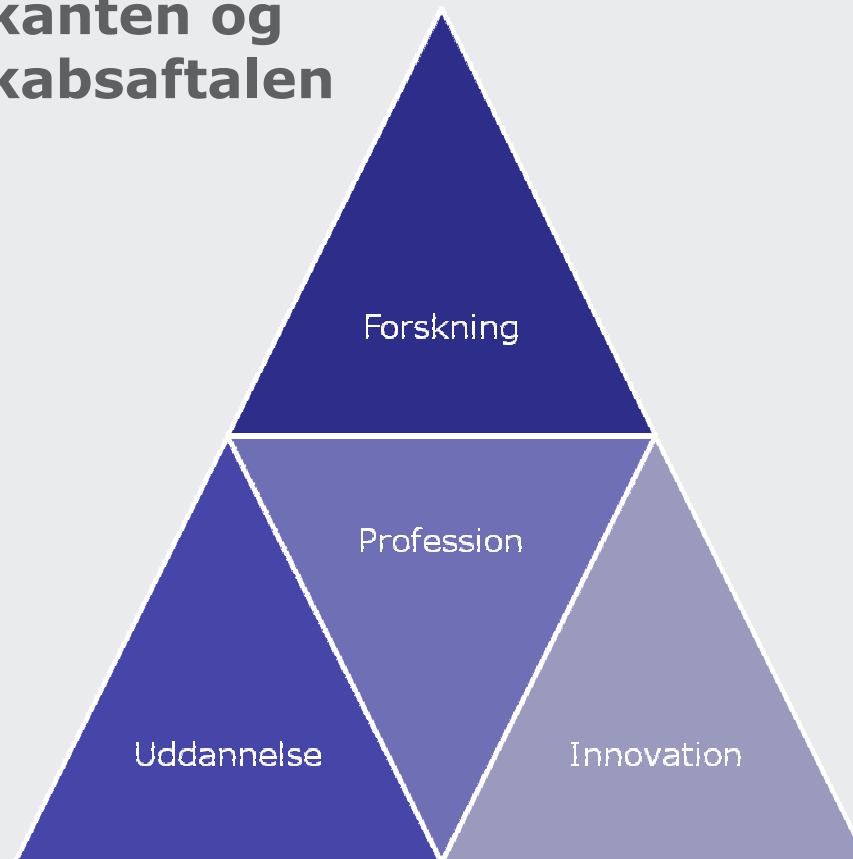 kanten og
kabsaftalen
Forskning
Profession
Uddannelse
Innovation